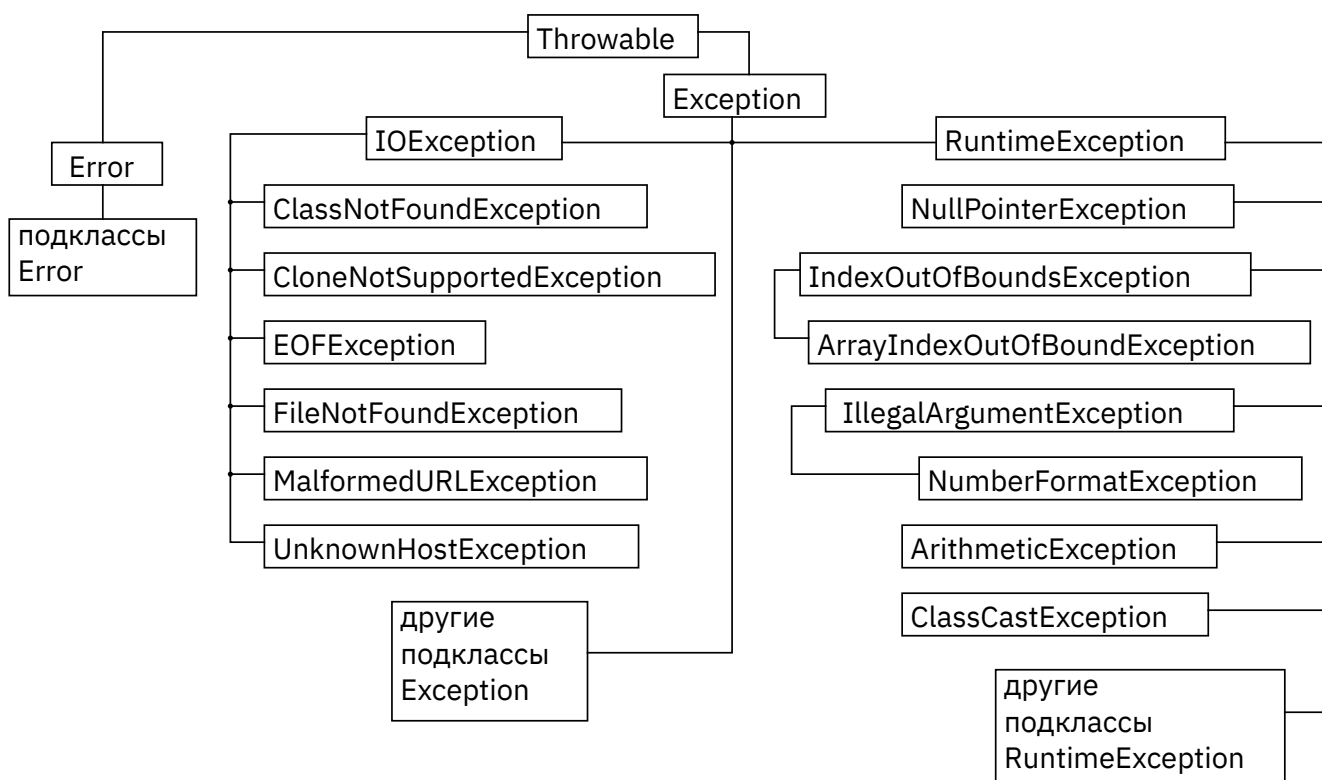 Throwable
Exception
IOException
RuntimeException
Error
ClassNotFoundException
NullPointerException
подклассы
Error
CloneNotSupportedException
IndexOutOfBoundsException
EOFException
ArrayIndexOutOfBoundException
FileNotFoundException
IllegalArgumentException
MalformedURLException
NumberFormatException
UnknownHostException
ArithmeticException
ClassCastException
другие
подклассы
Exception
другие
подклассы
RuntimeException